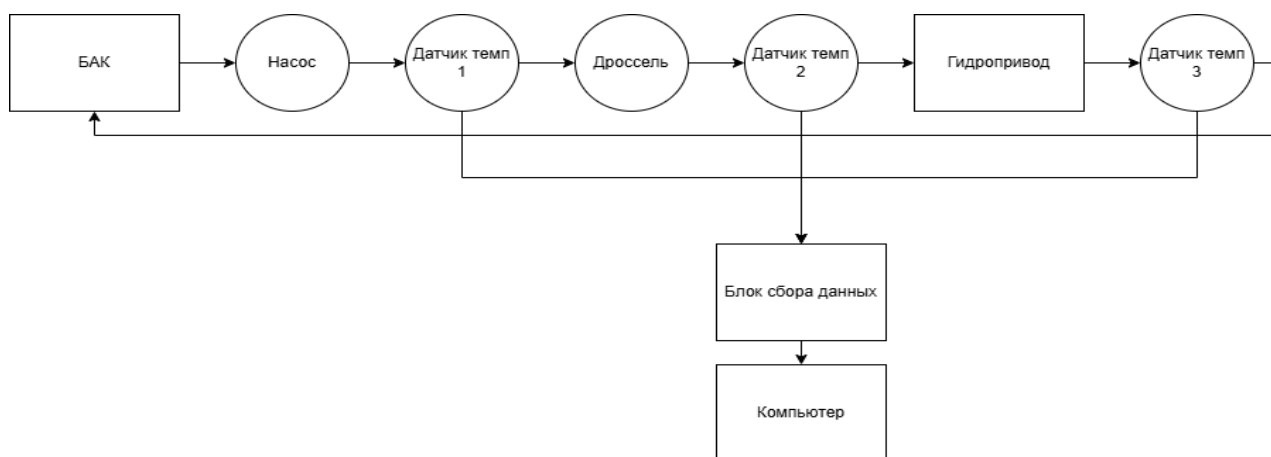 БАК
Насос
Датчик темп
1
Дроссель
Датчик темп
2
Гидропривод
Датчик темп
3
Блок сбора данных
Компьютер